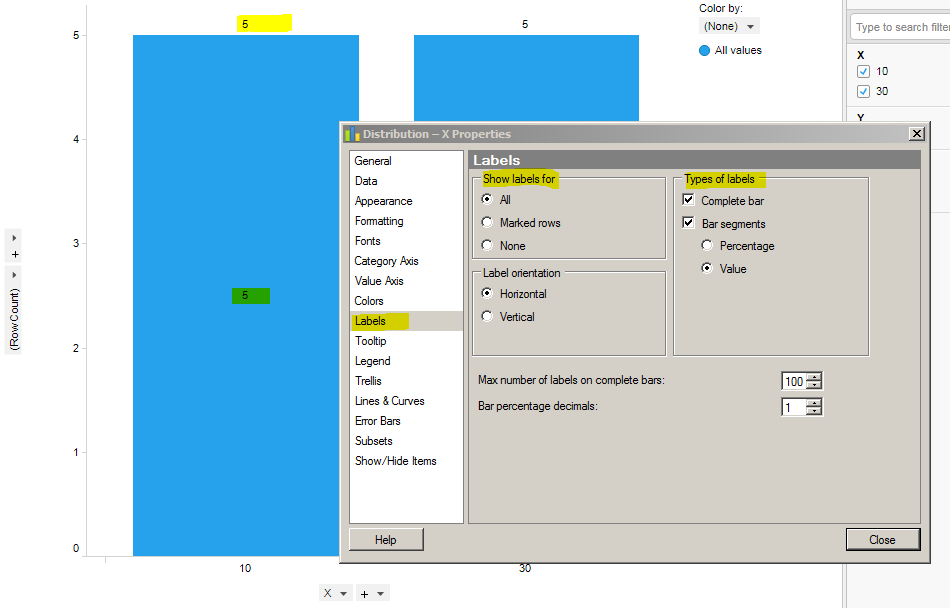 5
5
5
4
3
2
1
0
5
(Row Count)
+
10
30
X
+
Color by:
(None)
All values
Type to search filter
X
10
30
Y
Distribution – X Properties
General
Data
Appearance
Formatting
Fonts
Category Axis
Value Axis
Colors
Labels
Tooltip
Legend
Trellis
Lines & Curves
Error Bars
Subsets
Show/Hide Items
Labels
Show labels for
All
Marked rows
None
Label orientation
Horizontal
Vertical
Types of labels
Complete bar
Bar segments
Percentage
Value
Max number of labels on complete bars: 100
Bar percentage decimals: 1
Help
Close